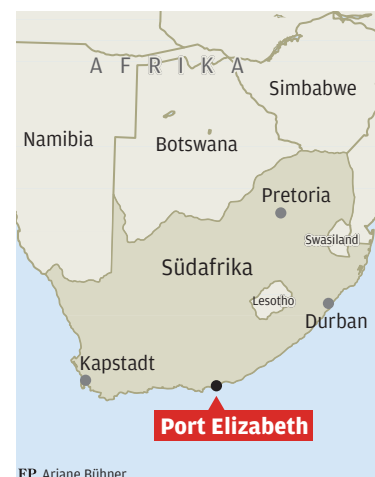 A F R I K A
Simbabwe
Namibia
Botswana
Pretoria
Swasiland
Südafrika
Lesotho
Durban
Kapstadt
Port Elizabeth
FP Ariane Bühner